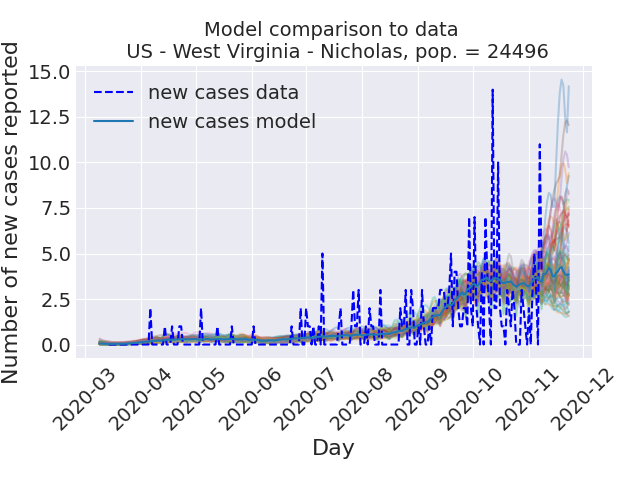 Model comparison to data
US - West Virginia - Nicholas, pop. = 24496
Number of new cases reported
15.0
12.5
10.0
7.5
5.0
2.5
0.0
new cases data
new cases model
2020-03
2020-04
2020-05
2020-06
2020-07
2020-08
2020-09
2020-10
2020-11
2020-12
Day